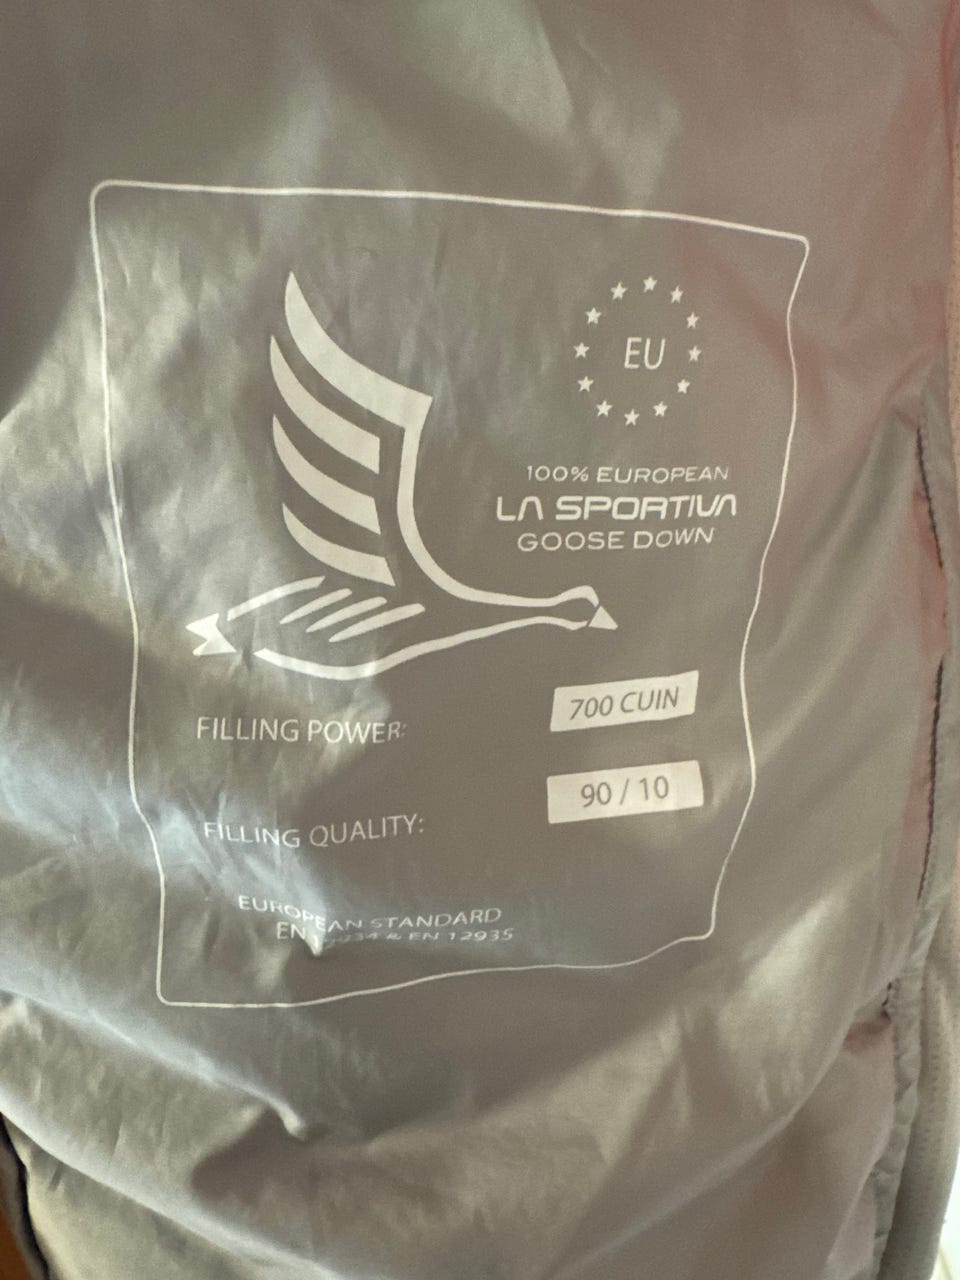 EU
100% EUROPEAN
LA SPORTIVA
GOOSE DOWN
FILLING POWER: 700 CUIN
FILLING QUALITY: 90 / 10
EUROPEAN STANDARD
EN 12934 & EN 12935